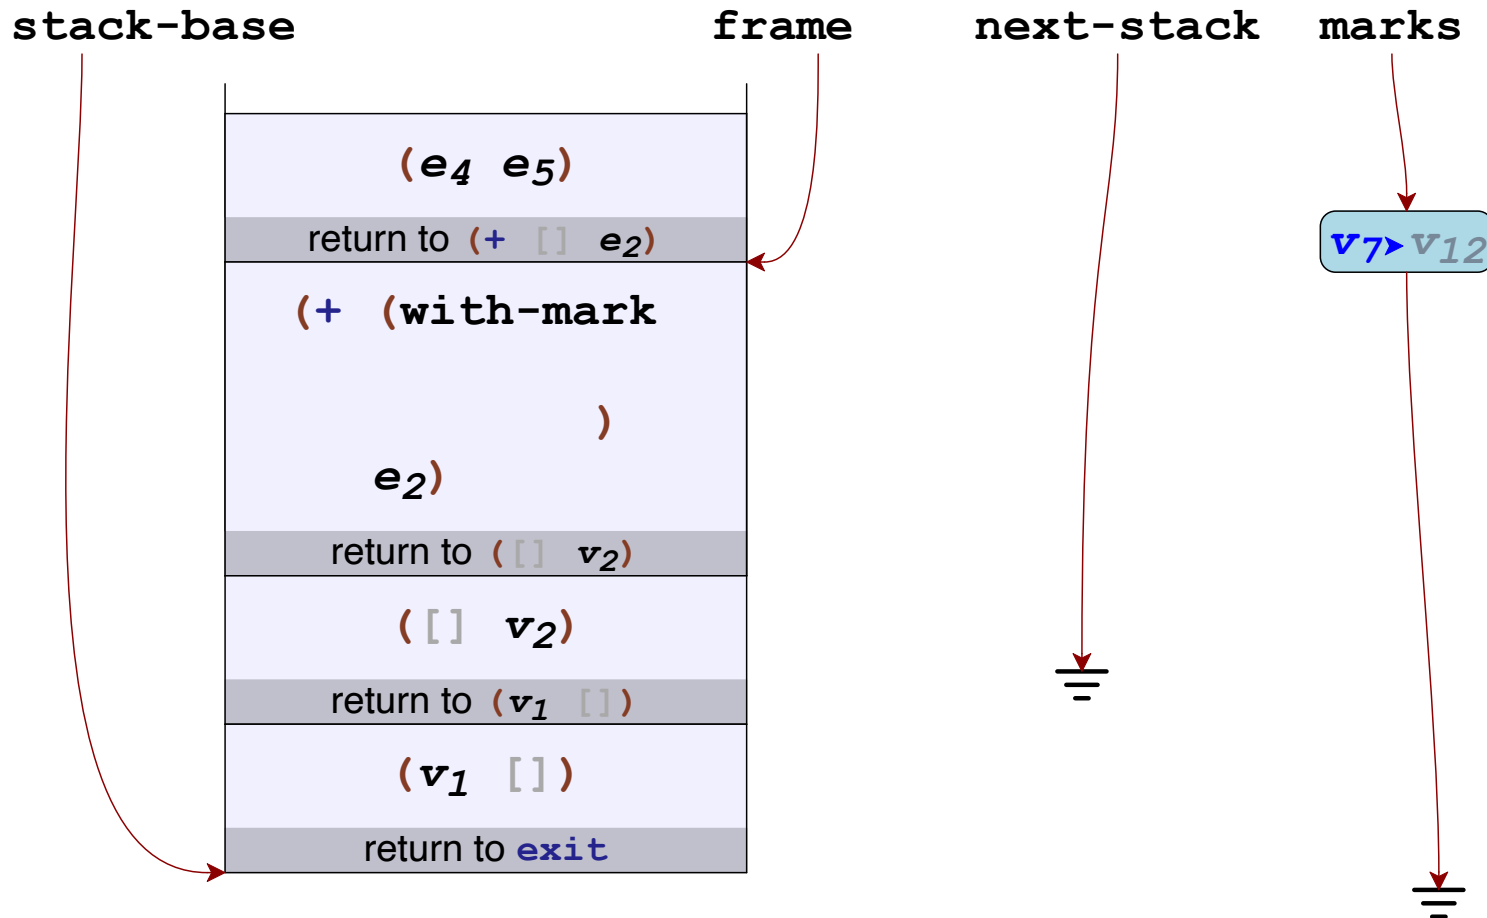 stack-base frame next-stack marks
(e₄ e₅)
return to (+ [] e₂)
v₇➤v₁₂
(+ (with-mark
)
e₂)
return to ([] v₂)
([] v₂)
return to (v₁ [])
(v₁ [])
return to exit